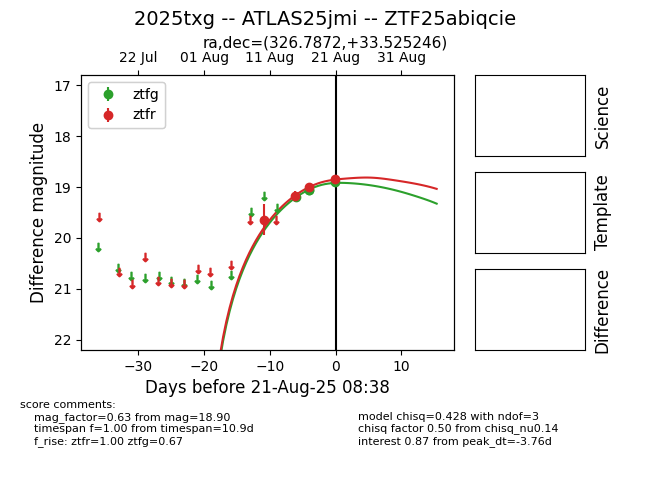 2025txg -- ATLAS25jmi -- ZTF25abiqcie
ra,dec=(326.7872,+33.525246)
22 Jul 01 Aug 11 Aug 21 Aug 31 Aug
ztfg
ztfr
17
18
19
20
21
22
Difference magnitude
−30 −20 −10 0 10
Days before 21-Aug-25 08:38
Science
Template
Difference
score comments:
mag_factor=0.63 from mag=18.90
timespan f=1.00 from timespan=10.9d
f_rise: ztfr=1.00 ztfg=0.67
model chisq=0.428 with ndof=3
chisq factor 0.50 from chisq_nu0.14
interest 0.87 from peak_dt=-3.76d